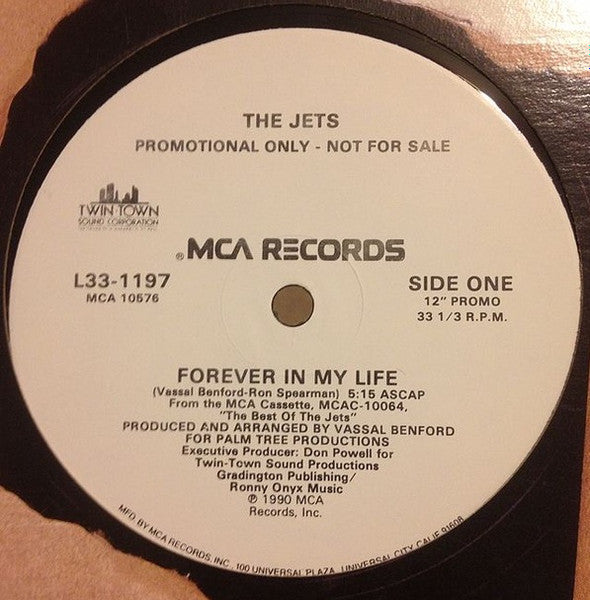 THE JETS
PROMOTIONAL ONLY - NOT FOR SALE
TWIN TOWN
SOUND CORPORATION
® MCA RECORDS
L33-1197
MCA 10576
SIDE ONE
12" PROMO
33 1/3 R.P.M.
FOREVER IN MY LIFE
(Vassal Benford-Ron Spearman) 5:15 ASCAP
From the MCA Cassette, MCAC-10064,
"The Best Of The Jets"
PRODUCED AND ARRANGED BY VASSAL BENFORD
FOR PALM TREE PRODUCTIONS
Executive Producer: Don Powell for
Twin-Town Sound Productions
Gradington Publishing/
Ronny Onyx Music
℗ 1990 MCA
Records, Inc.
MFD. BY MCA RECORDS, INC., 100 UNIVERSAL PLAZA, UNIVERSAL CITY, CALIF. 91608